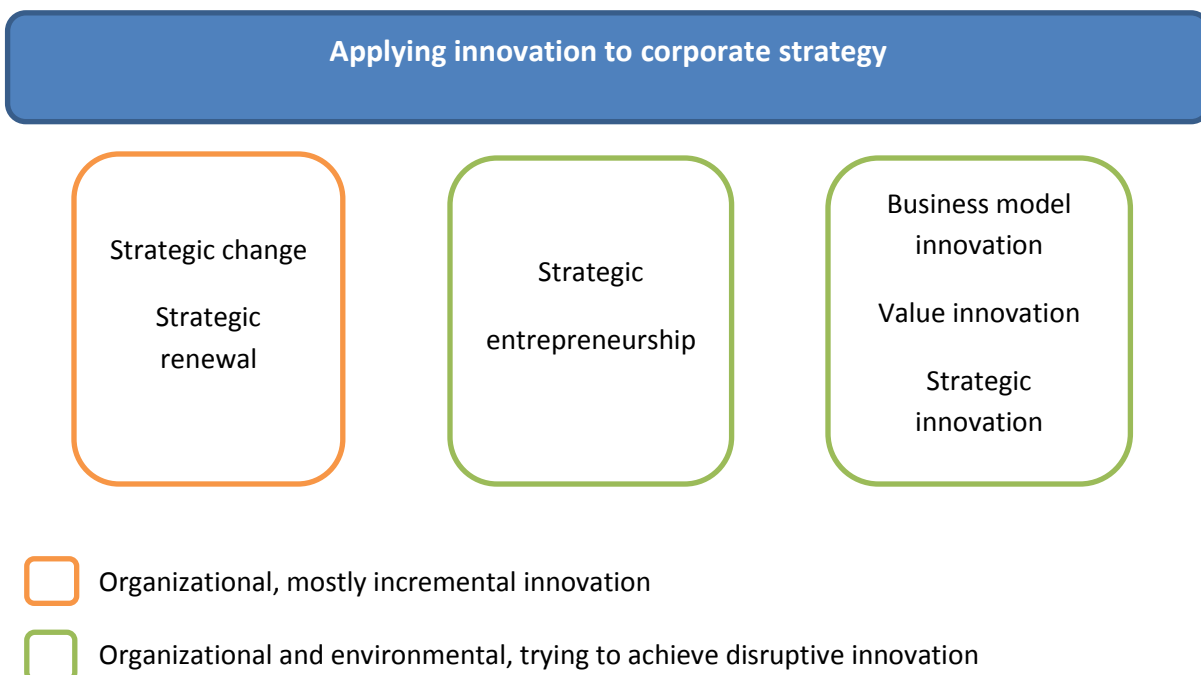 Applying innovation to corporate strategy
Strategic change
Strategic
renewal
Strategic
entrepreneurship
Business model
innovation
Value innovation
Strategic
innovation
Organizational, mostly incremental innovation
Organizational and environmental, trying to achieve disruptive innovation